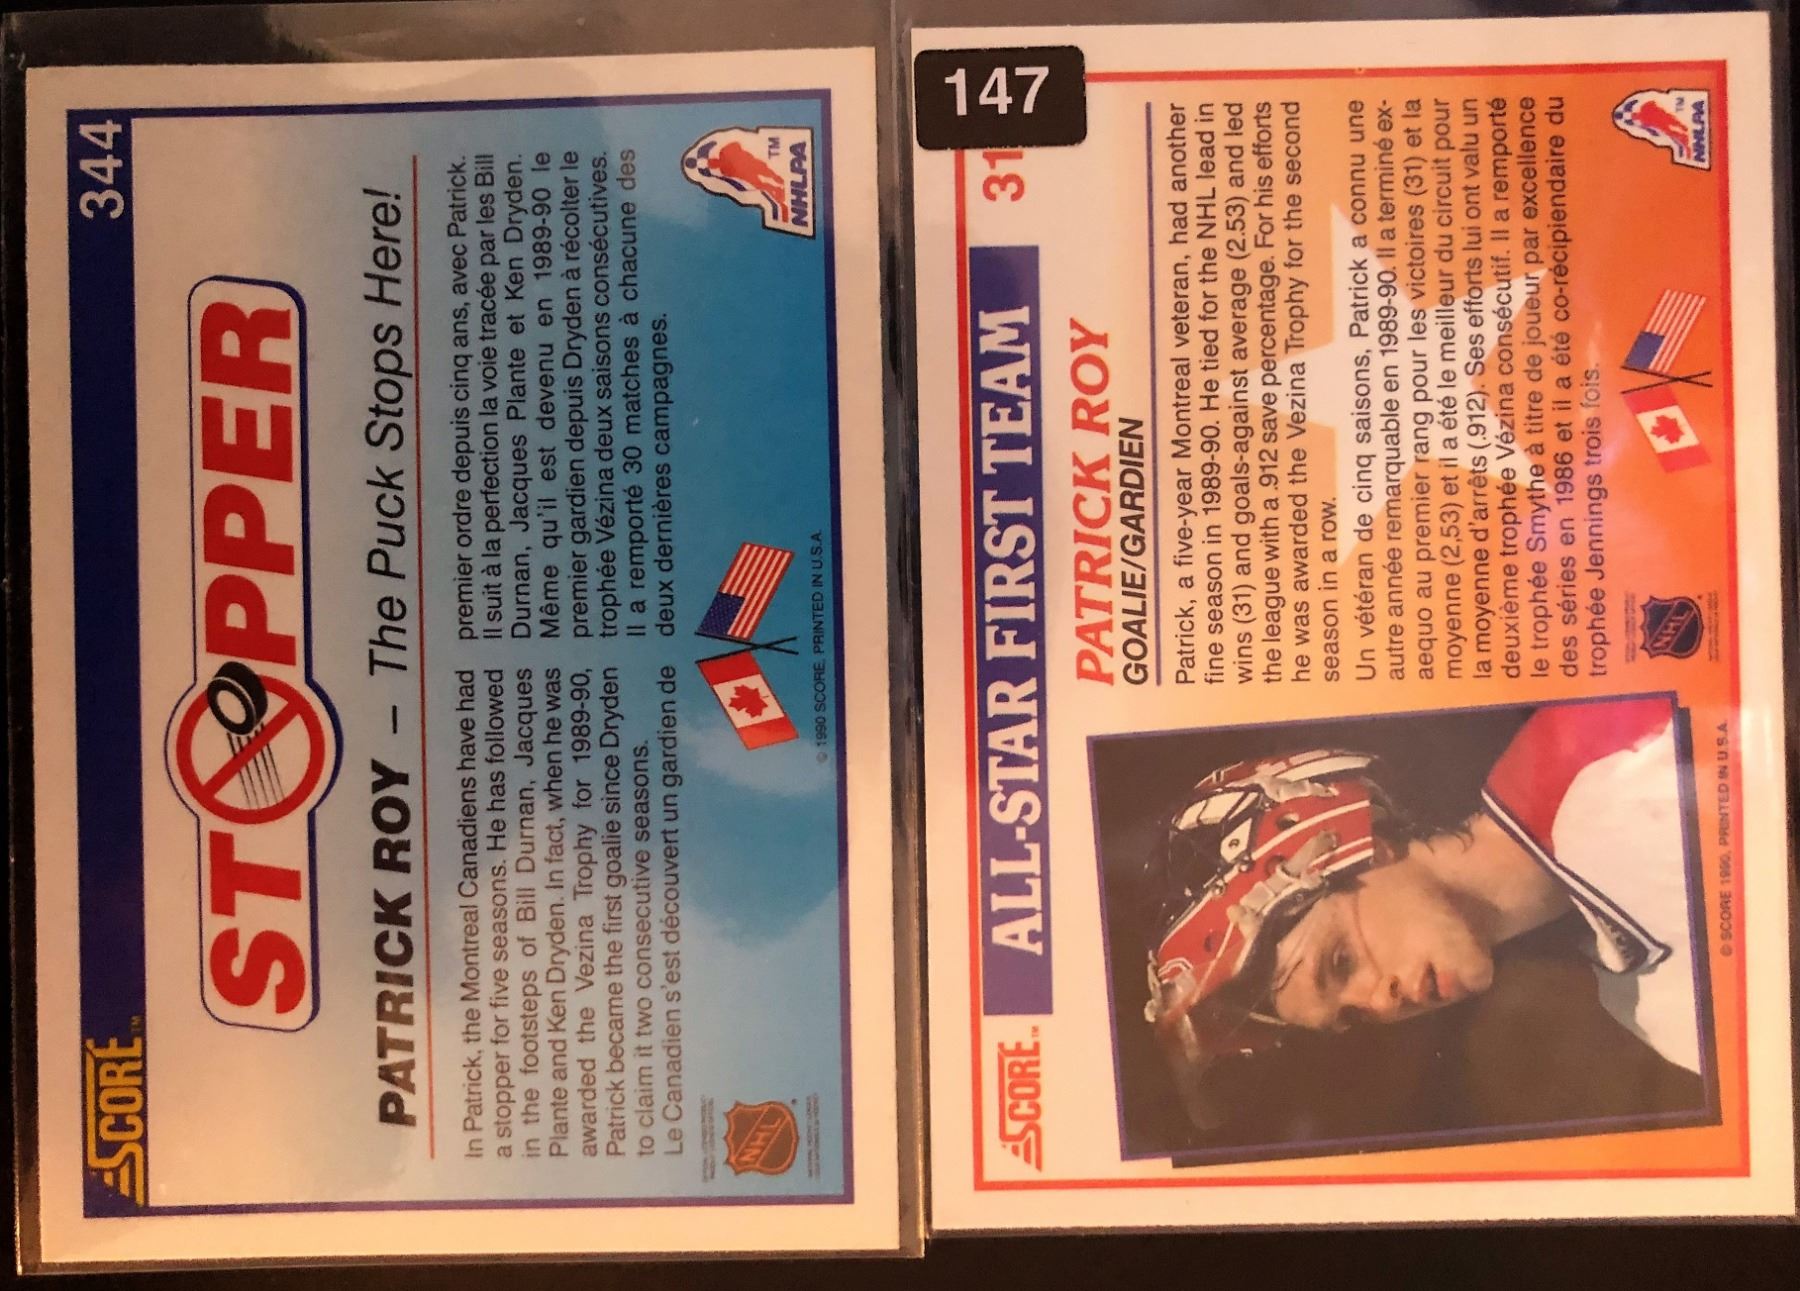 SCORE™
344
STOPPER
PATRICK ROY – The Puck Stops Here!
In Patrick, the Montreal Canadiens have had
a stopper for five seasons. He has followed
in the footsteps of Bill Durnan, Jacques
Plante and Ken Dryden. In fact, when he was
awarded the Vezina Trophy for 1989-90,
Patrick became the first goalie since Dryden
to claim it two consecutive seasons.
Le Canadien s'est découvert un gardien de
premier ordre depuis cinq ans, avec Patrick.
Il suit à la perfection la voie tracée par les Bill
Durnan, Jacques Plante et Ken Dryden.
Même qu'il est devenu en 1989-90 le
premier gardien depuis Dryden à récolter le
trophée Vézina deux saisons consécutives.
Il a remporté 30 matches à chacune des
deux dernières campagnes.
NHL
NHLPA
TM
© 1990 SCORE, PRINTED IN U.S.A.
147
SCORE™
ALL-STAR FIRST TEAM
31
PATRICK ROY
GOALIE/GARDIEN
Patrick, a five-year Montreal veteran, had another
fine season in 1989-90. He tied for the NHL lead in
wins (31) and goals-against average (2.53) and led
the league with a .912 save percentage. For his efforts
he was awarded the Vezina Trophy for the second
season in a row.
Un vétéran de cinq saisons, Patrick a connu une
autre année remarquable en 1989-90. Il a terminé ex-
aequo au premier rang pour les victoires (31) et la
moyenne (2,53) et il a été le meilleur du circuit pour
la moyenne d'arrêts (.912). Ses efforts lui ont valu un
deuxième trophée Vézina consécutif. Il a remporté
le trophée Smythe à titre de joueur par excellence
des séries en 1986 et il a été co-récipiendaire du
trophée Jennings trois fois.
NHL
NHLPA
TM
© SCORE 1990, PRINTED IN U.S.A.